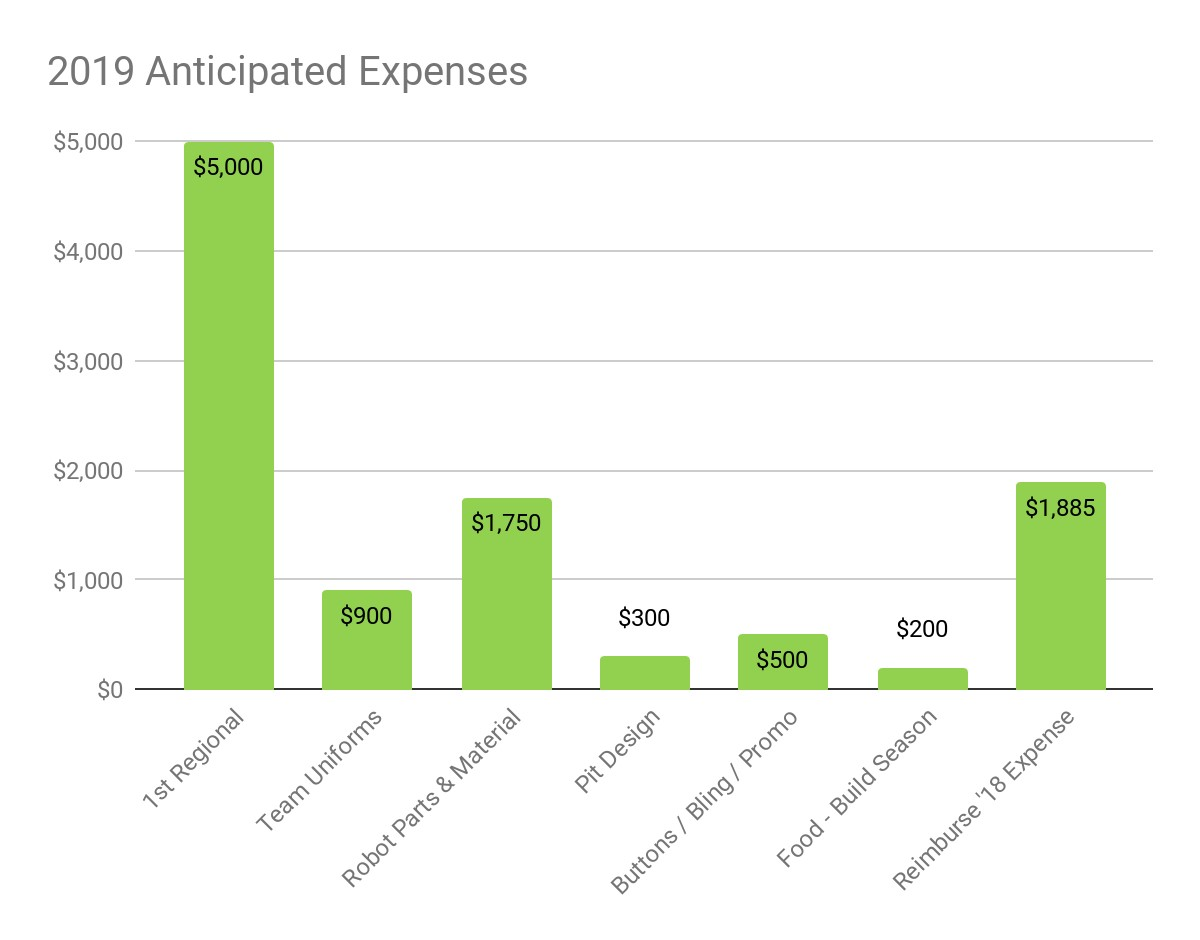 2019 Anticipated Expenses
$5,000
$4,000
$3,000
$2,000
$1,000
$0
$5,000
$900
$1,750
$300
$500
$200
$1,885
1st Regional
Team Uniforms
Robot Parts & Material
Pit Design
Buttons / Bling / Promo
Food - Build Season
Reimburse '18 Expense